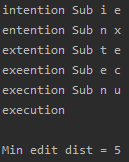 intention Sub i e
entention Sub n x
extention Sub t e
exeention Sub e c
execntion Sub n u
execution

Min edit dist = 5